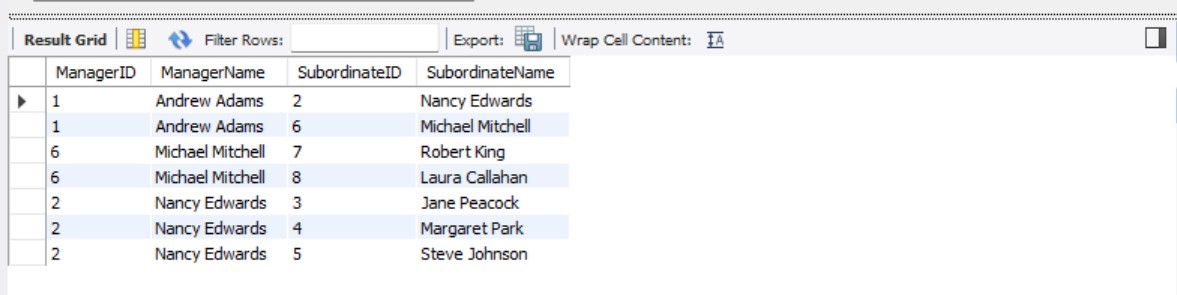 Result Grid Filter Rows: Export: Wrap Cell Content: IA
ManagerID ManagerName SubordinateID SubordinateName
1 Andrew Adams 2 Nancy Edwards
1 Andrew Adams 6 Michael Mitchell
6 Michael Mitchell 7 Robert King
6 Michael Mitchell 8 Laura Callahan
2 Nancy Edwards 3 Jane Peacock
2 Nancy Edwards 4 Margaret Park
2 Nancy Edwards 5 Steve Johnson